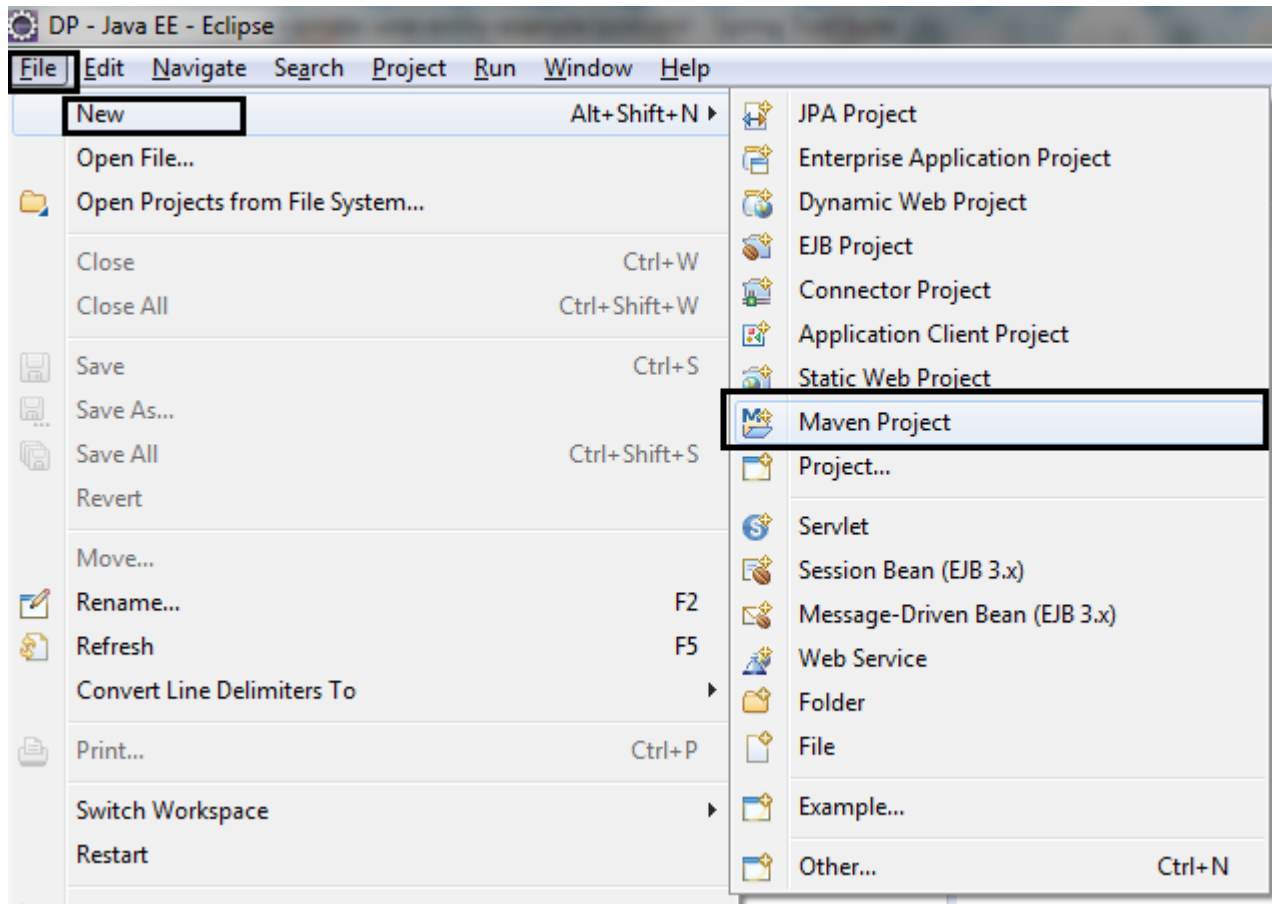 DP - Java EE - Eclipse
File Edit Navigate Search Project Run Window Help
New Alt+Shift+N
Open File...
Open Projects from File System...
Close Ctrl+W
Close All Ctrl+Shift+W
Save Ctrl+S
Save As...
Save All Ctrl+Shift+S
Revert
Move...
Rename... F2
Refresh F5
Convert Line Delimiters To
Print... Ctrl+P
Switch Workspace
Restart
JPA Project
Enterprise Application Project
Dynamic Web Project
EJB Project
Connector Project
Application Client Project
Static Web Project
Maven Project
Project...
Servlet
Session Bean (EJB 3.x)
Message-Driven Bean (EJB 3.x)
Web Service
Folder
File
Example...
Other... Ctrl+N